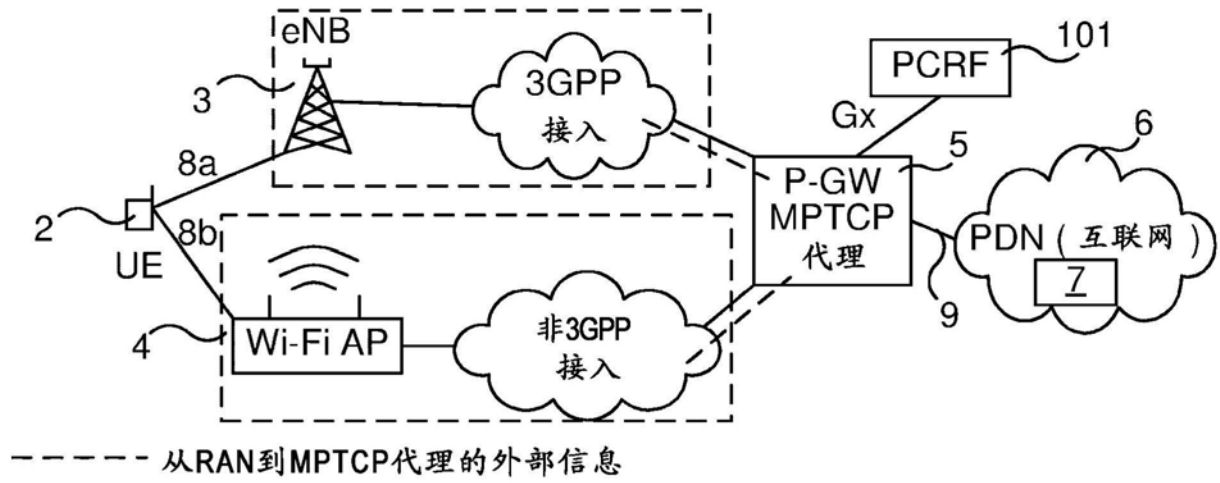 eNB
3
3GPP
接入
PCRF
101
Gx
8a
2
UE
8b
5
P-GW
MPTCP
代理
6
PDN（互联网）
7
9
4
Wi-Fi AP
非3GPP
接入
从RAN到MPTCP代理的外部信息